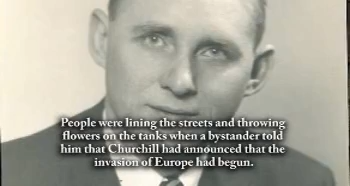 People were lining the streets and throwing
flowers on the tanks when a bystander told
him that Churchill had announced that the
invasion of Europe had begun.